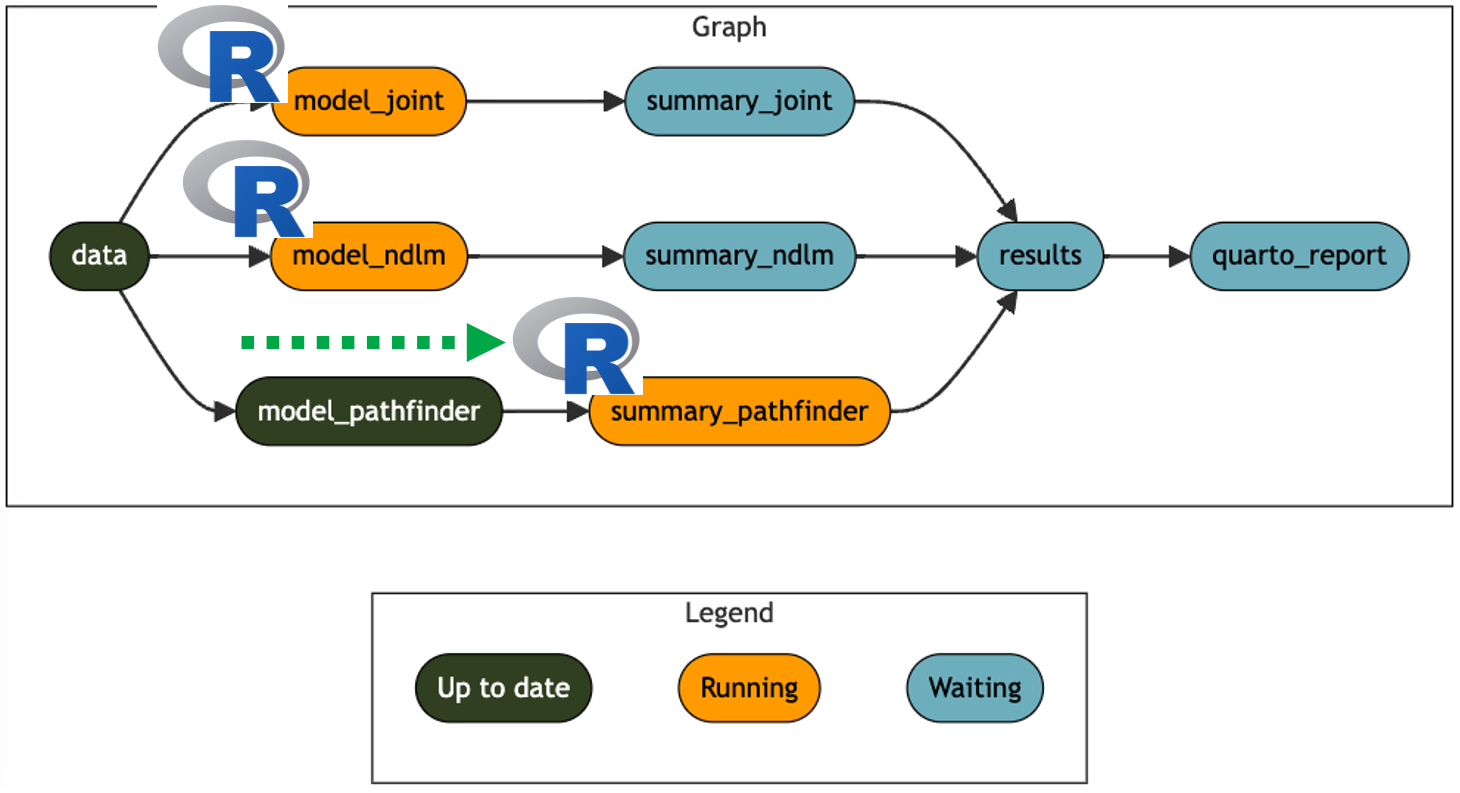 Graph
R
model_joint
summary_joint
R
data
model_ndlm
summary_ndlm
results
quarto_report
R
model_pathfinder
summary_pathfinder
Legend
Up to date
Running
Waiting